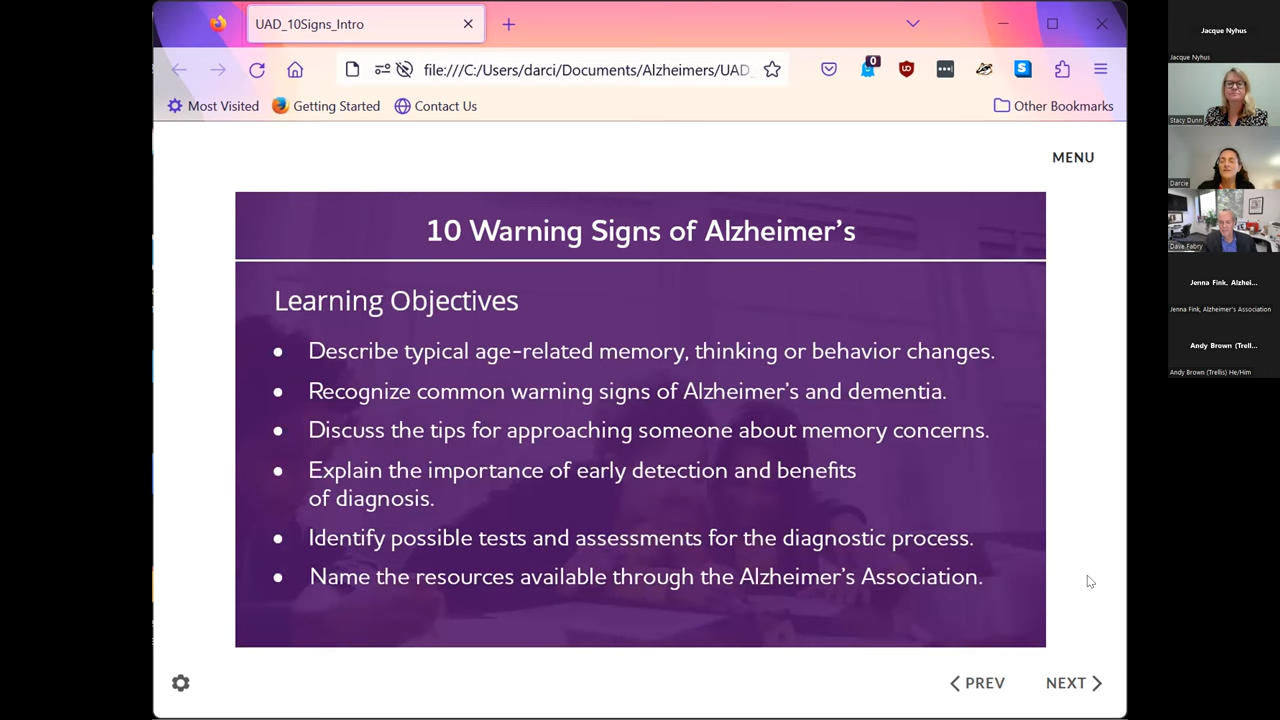 UAD_10Signs_Intro
file:///C:/Users/darci/Documents/Alzheimers/UAD_
0
Most Visited
Getting Started
Contact Us
Other Bookmarks
MENU
10 Warning Signs of Alzheimer's
Learning Objectives
• Describe typical age-related memory, thinking or behavior changes.
• Recognize common warning signs of Alzheimer's and dementia.
• Discuss the tips for approaching someone about memory concerns.
• Explain the importance of early detection and benefits
of diagnosis.
• Identify possible tests and assessments for the diagnostic process.
• Name the resources available through the Alzheimer's Association.
PREV
NEXT
Jacque Nyhus
Jacque Nyhus
Stacy Dunn
Darcie
Dave Fabry
Jenna Fink, Alzhei...
Jenna Fink, Alzheimer's Association
Andy Brown (Trell...
Andy Brown (Trellis) He/Him